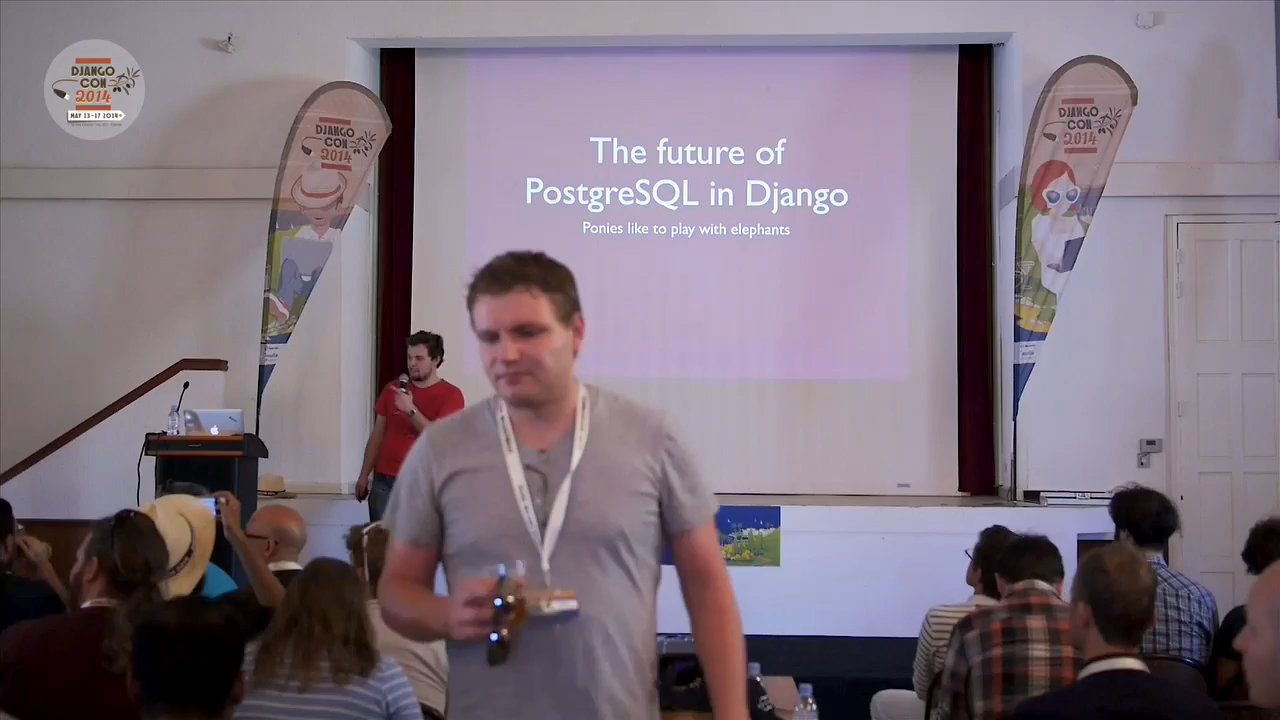 DJANGO
CON
2014
MAY 13-17 2014
DJANGO
CON
2014
The future of
PostgreSQL in Django
Ponies like to play with elephants
DJANGO
CON
2014